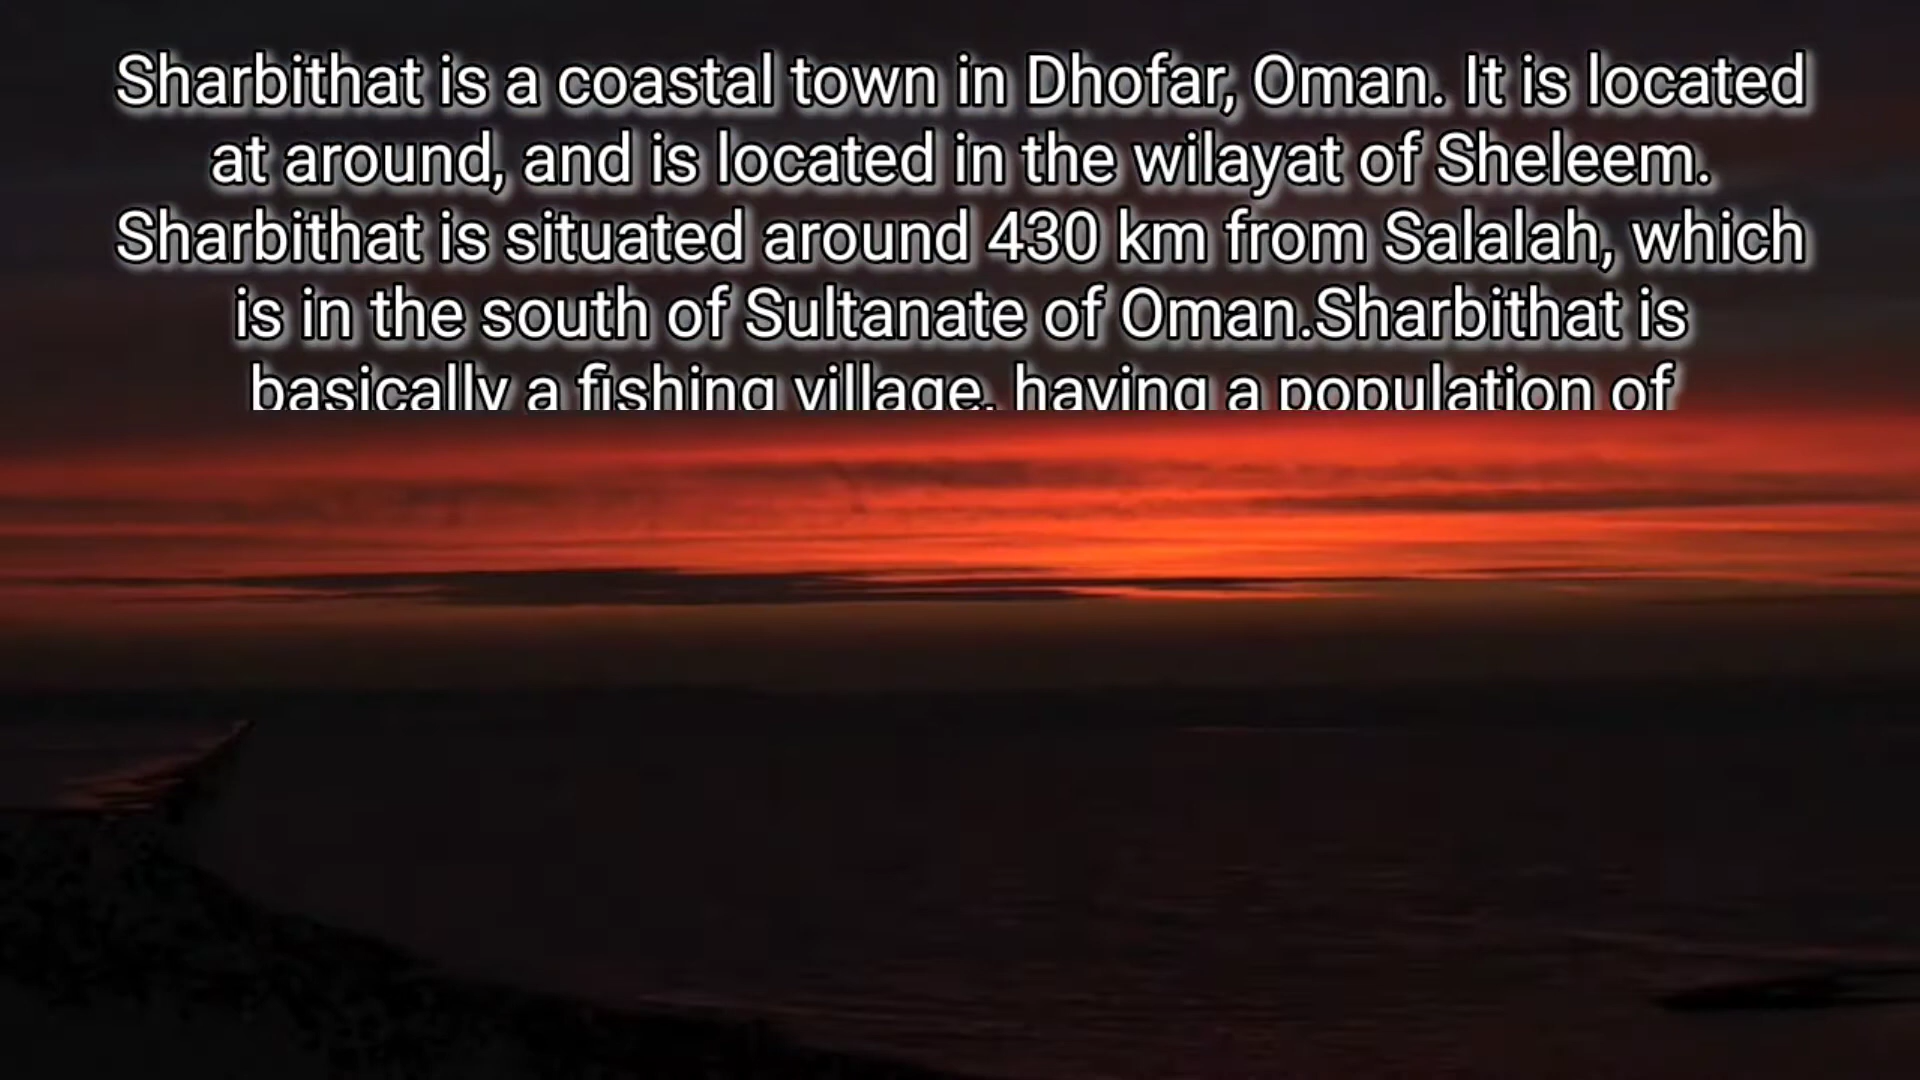 Sharbithat is a coastal town in Dhofar, Oman. It is located
at around, and is located in the wilayat of Sheleem.
Sharbithat is situated around 430 km from Salalah, which
is in the south of Sultanate of Oman.Sharbithat is
basically a fishing village, having a population of